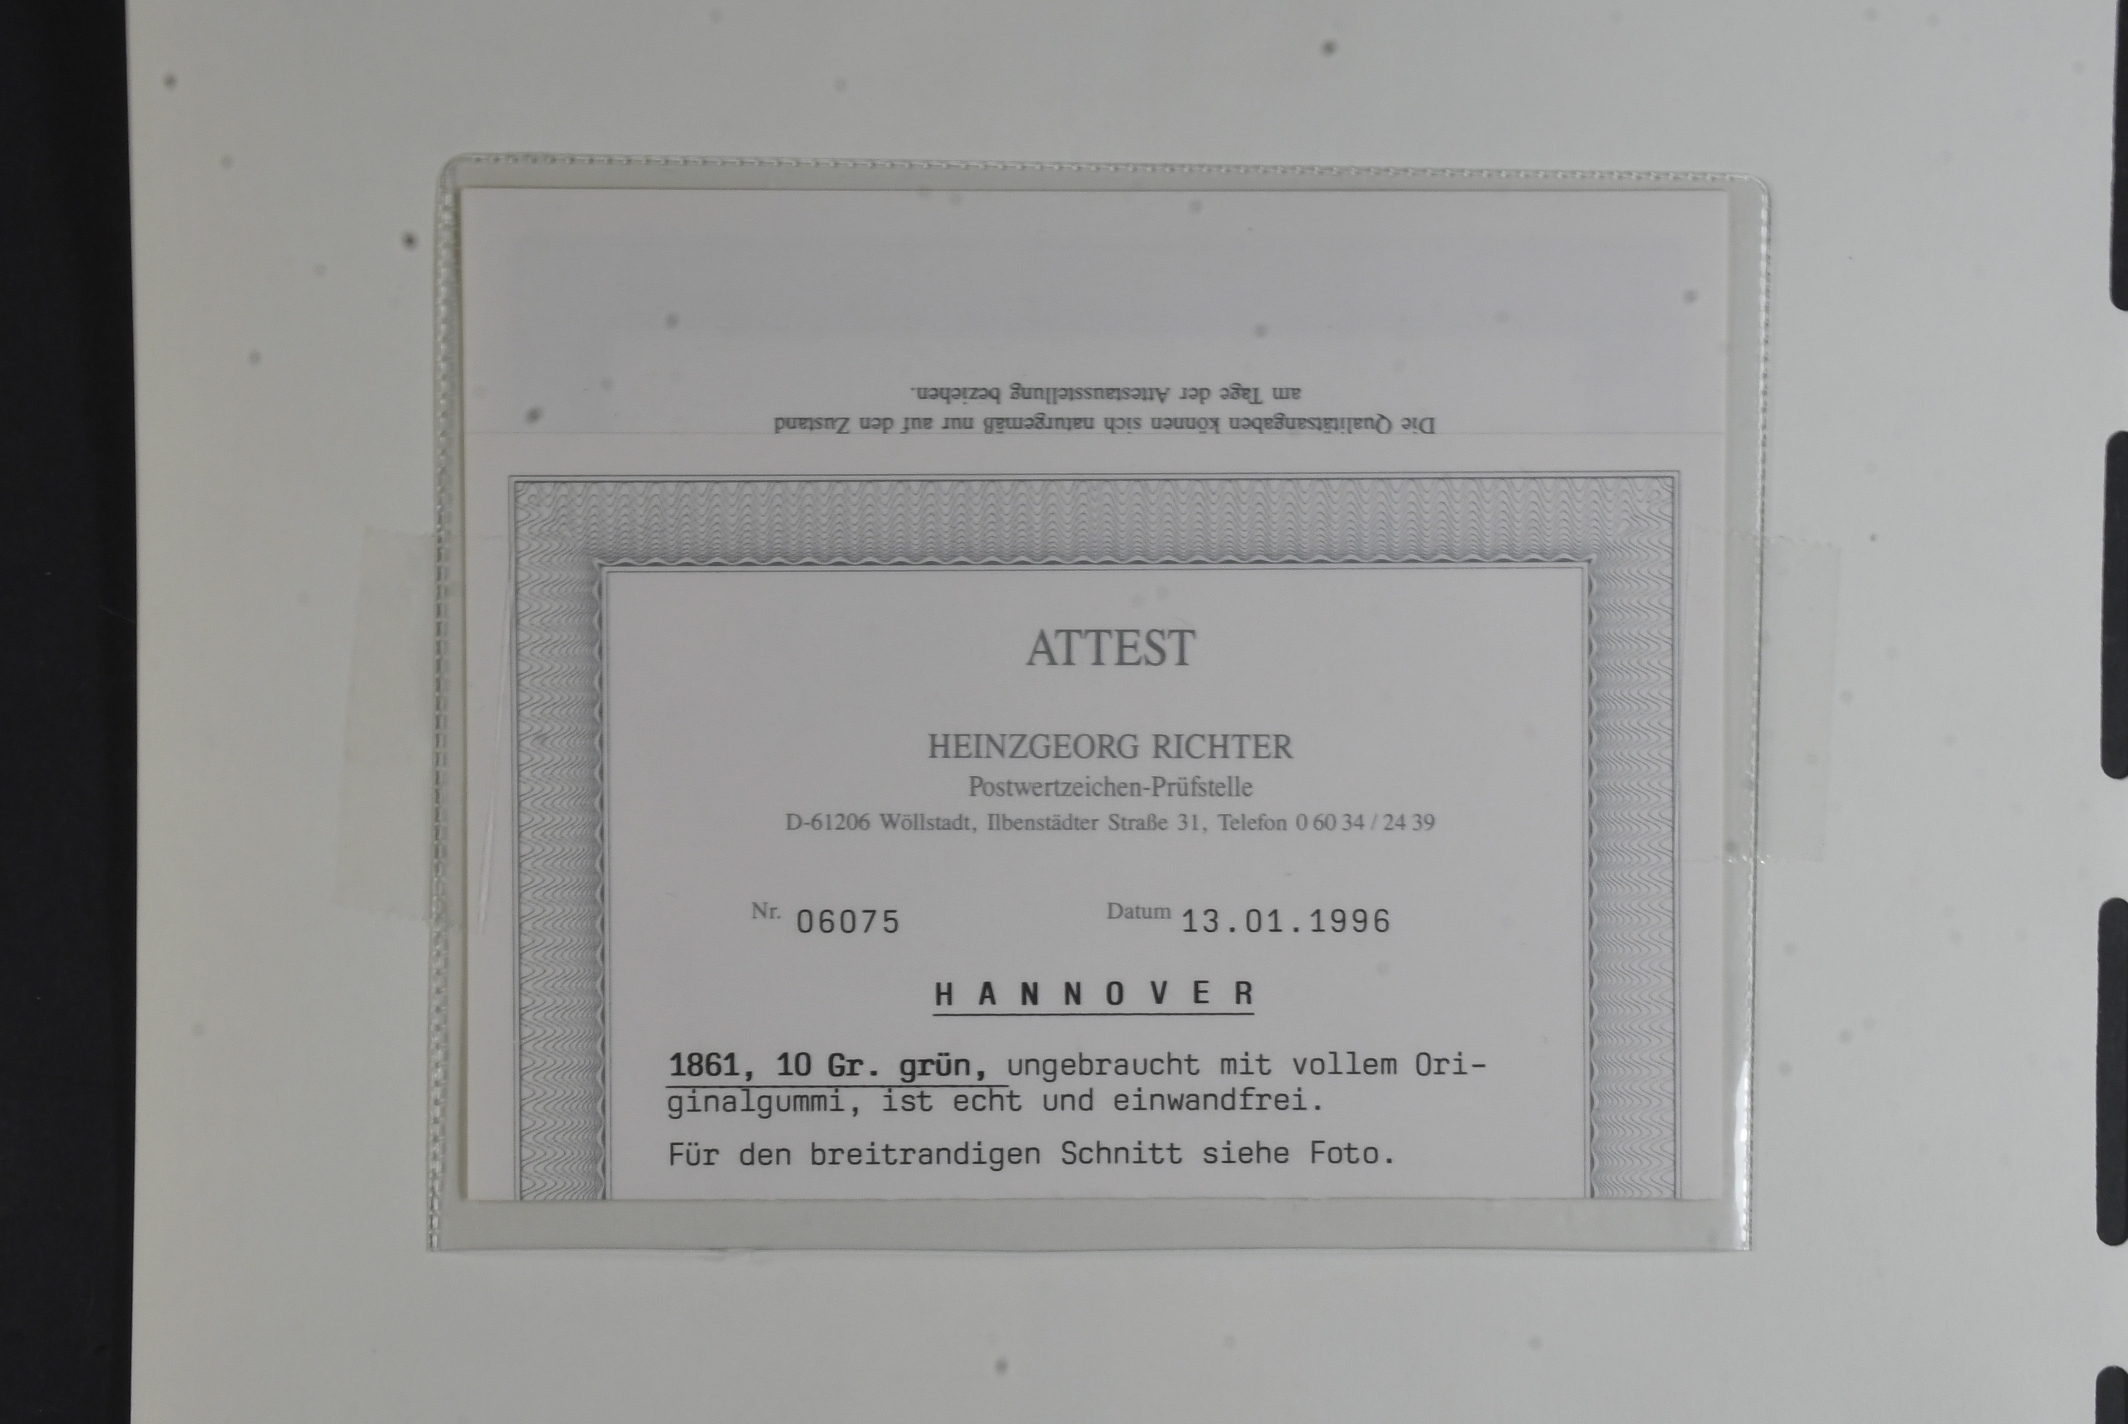 Die Qualitätsangaben können sich naturgemäß nur auf den Zustand
am Tage der Attestausstellung beziehen.
ATTEST
HEINZGEORG RICHTER
Postwertzeichen-Prüfstelle
D-61206 Wöllstadt, Ilbenstädter Straße 31, Telefon 0 60 34 / 24 39
Nr. 06075 Datum 13.01.1996
HANNOVER
1861, 10 Gr. grün, ungebraucht mit vollem Ori-
ginalgummi, ist echt und einwandfrei.
Für den breitrandigen Schnitt siehe Foto.